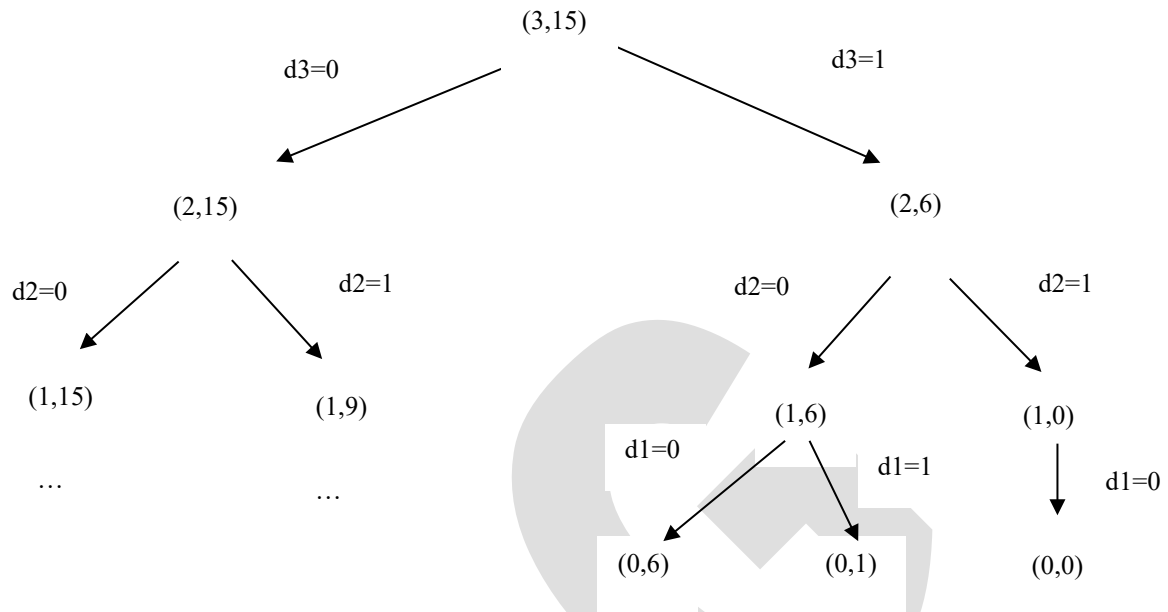 (3,15)
d3=0
d3=1
(2,15)
(2,6)
d2=0
d2=1
d2=0
d2=1
(1,15)
(1,9)
(1,6)
(1,0)
d1=0
d1=1
d1=0
…
…
(0,6)
(0,1)
(0,0)